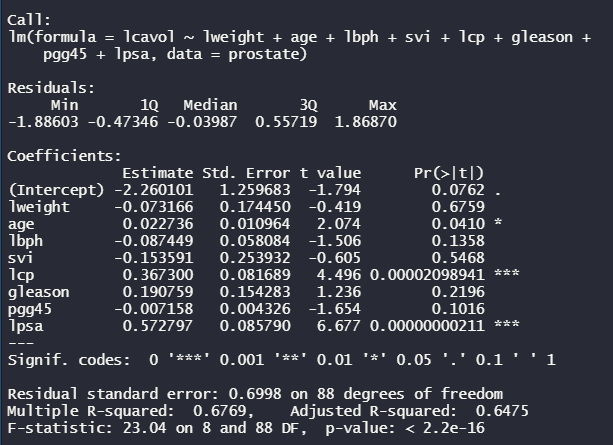 Call:
lm(formula = lcavol ~ lweight + age + lbph + svi + lcp + gleason +
    pgg45 + lpsa, data = prostate)

Residuals:
     Min       1Q   Median       3Q      Max
-1.88603 -0.47346 -0.03987  0.55719  1.86870

Coefficients:
             Estimate Std. Error t value      Pr(>|t|)
(Intercept) -2.260101   1.259683  -1.794        0.0762 .
lweight     -0.073166   0.174450  -0.419        0.6759
age          0.022736   0.010964   2.074        0.0410 *
lbph        -0.087449   0.058084  -1.506        0.1358
svi         -0.153591   0.253932  -0.605        0.5468
lcp          0.367300   0.081689   4.496 0.00002098941 ***
gleason      0.190759   0.154283   1.236        0.2196
pgg45       -0.007158   0.004326  -1.654        0.1016
lpsa         0.572797   0.085790   6.677 0.00000000211 ***
---
Signif. codes:  0 '***' 0.001 '**' 0.01 '*' 0.05 '.' 0.1 ' ' 1

Residual standard error: 0.6998 on 88 degrees of freedom
Multiple R-squared:  0.6769,    Adjusted R-squared:  0.6475
F-statistic: 23.04 on 8 and 88 DF,  p-value: < 2.2e-16